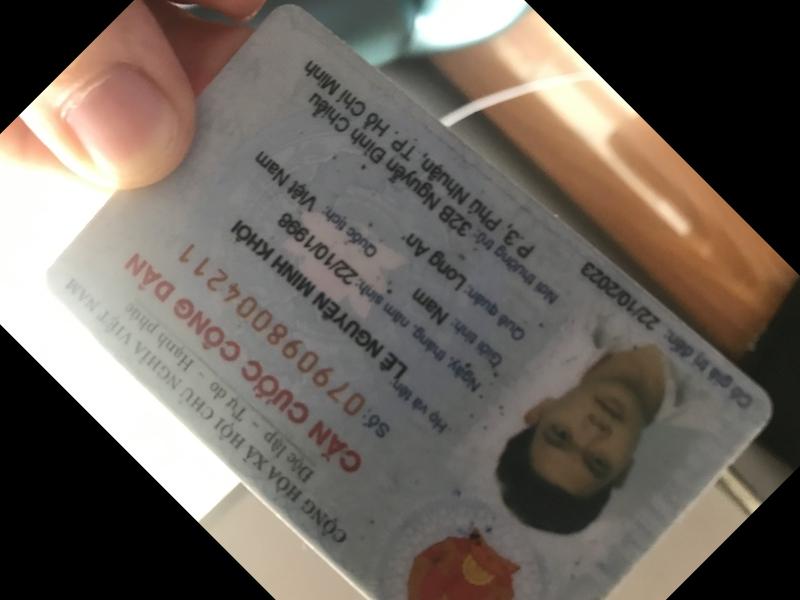 CỘNG HÒA XÃ HỘI CHỦ NGHĨA VIỆT NAM
Độc lập - Tự do - Hạnh phúc
CĂN CƯỚC CÔNG DÂN
Số: 079098004211
Họ và tên:
LÊ NGUYỄN MINH KHÔI
Ngày, tháng, năm sinh: 22/10/1998
Giới tính: Nam Quốc tịch: Việt Nam
Quê quán: Long An
Nơi thường trú: 32B Nguyễn Đình Chiểu
P.3, Phú Nhuận, TP. Hồ Chí Minh
Có giá trị đến: 22/10/2023